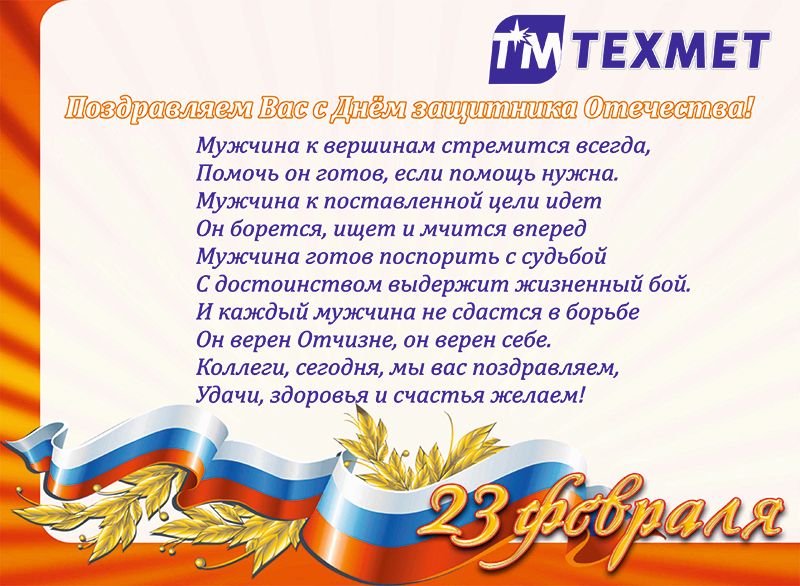 ТМ ТЕХМЕТ
Поздравляем Вас с Днём защитника Отечества!
Мужчина к вершинам стремится всегда,
Помочь он готов, если помощь нужна.
Мужчина к поставленной цели идет
Он борется, ищет и мчится вперед
Мужчина готов поспорить с судьбой
С достоинством выдержит жизненный бой.
И каждый мужчина не сдастся в борьбе
Он верен Отчизне, он верен себе.
Коллеги, сегодня, мы вас поздравляем,
Удачи, здоровья и счастья желаем!
23 февраля